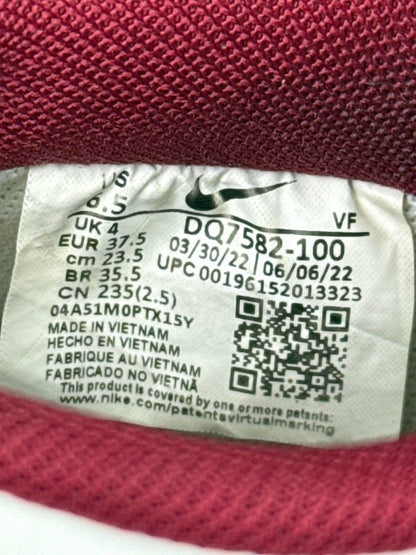 US
6.5
VF
UK 4
DQ7582-100
EUR 37.5
03/30/22 06/06/22
cm 23.5
UPC 00196152013323
BR 35.5
CN 235(2.5)
04A51M0PTX15Y
MADE IN VIETNAM
HECHO EN VIETNAM
FABRIQUE AU VIETNAM
FABRICADO NO VIETNÃ
This product is covered by one or more patents:
www.nike.com/patentsvirtualmarking